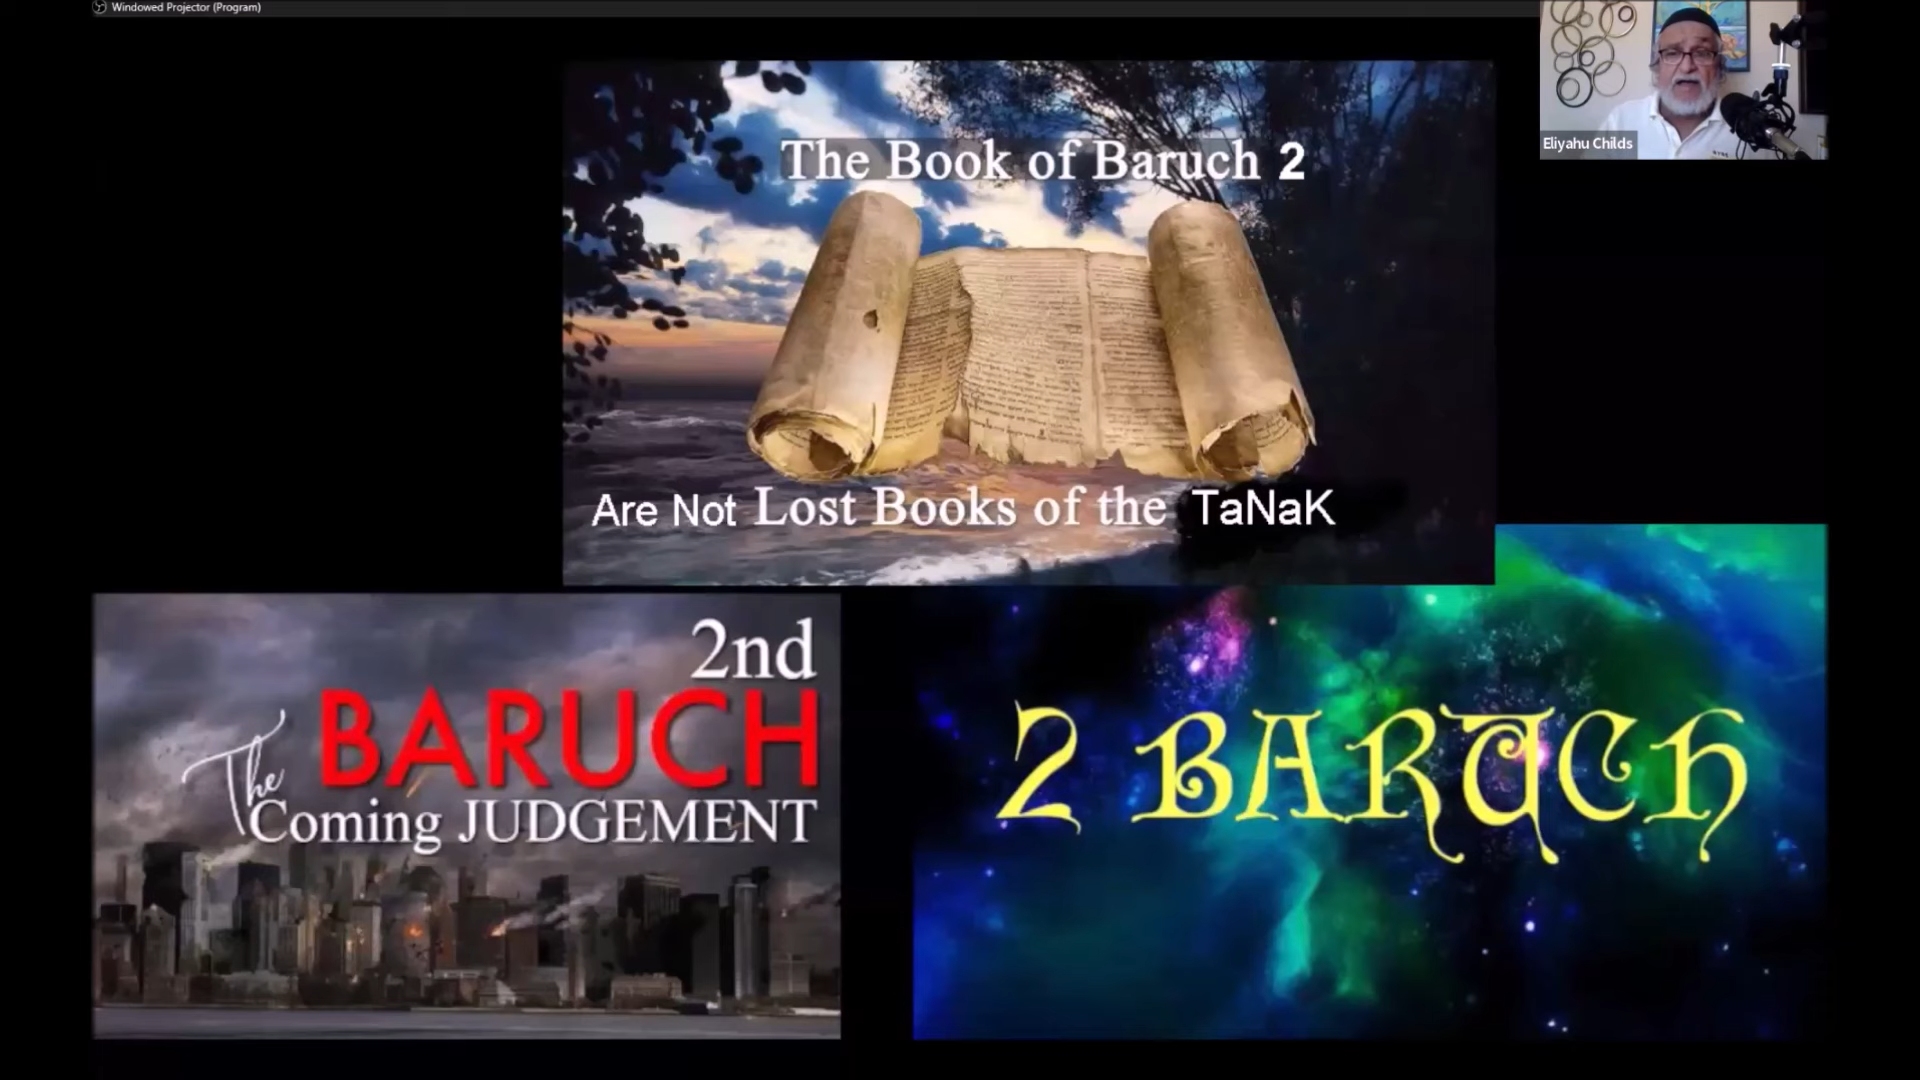 Windowed Projector (Program)
Eliyahu Childs
The Book of Baruch 2
Are Not Lost Books of the TaNaK
2nd
The BARUCH
Coming JUDGEMENT
2 BARUCH